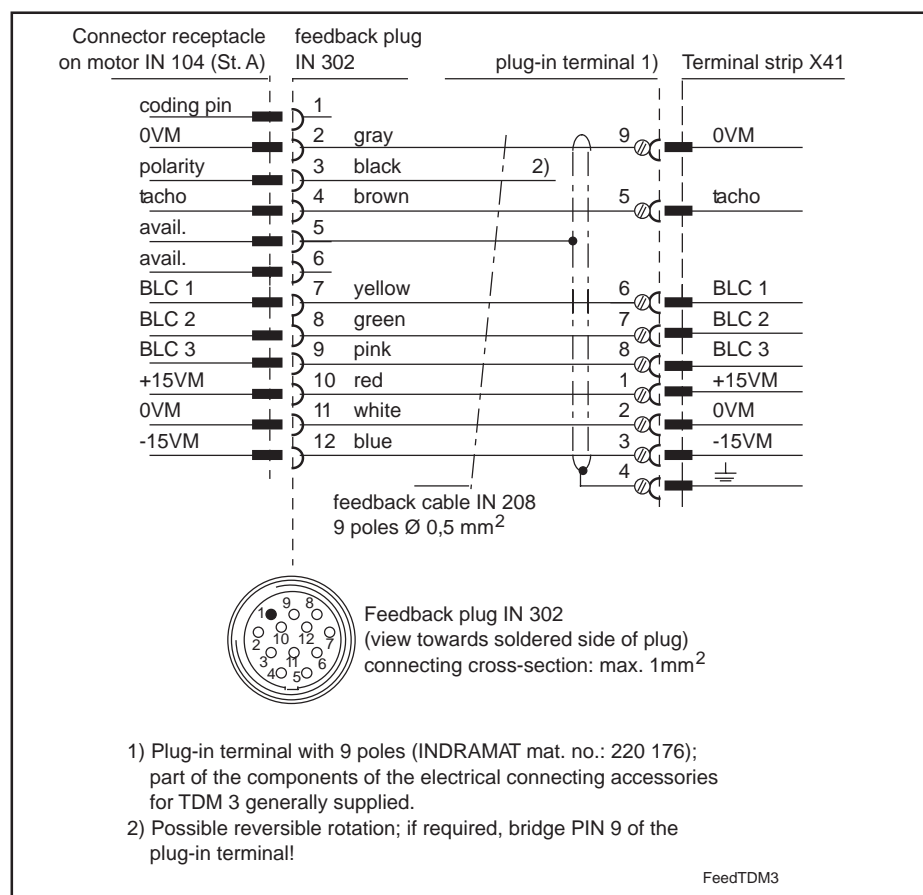 Connector receptacle
on motor IN 104 (St. A)
feedback plug
IN 302
plug-in terminal 1)
Terminal strip X41
coding pin 1
0VM 2 gray 9 0VM
polarity 3 black 2)
tacho 4 brown 5 tacho
avail. 5
avail. 6
BLC 1 7 yellow 6 BLC 1
BLC 2 8 green 7 BLC 2
BLC 3 9 pink 8 BLC 3
+15VM 10 red 1 +15VM
0VM 11 white 2 0VM
-15VM 12 blue 3 -15VM
4
feedback cable IN 208
9 poles Ø 0,5 mm²
1 9 8
2 10 12 7
3 11 6
4 5
Feedback plug IN 302
(view towards soldered side of plug)
connecting cross-section: max. 1mm²
1) Plug-in terminal with 9 poles (INDRAMAT mat. no.: 220 176);
part of the components of the electrical connecting accessories
for TDM 3 generally supplied.
2) Possible reversible rotation; if required, bridge PIN 9 of the
plug-in terminal!
FeedTDM3